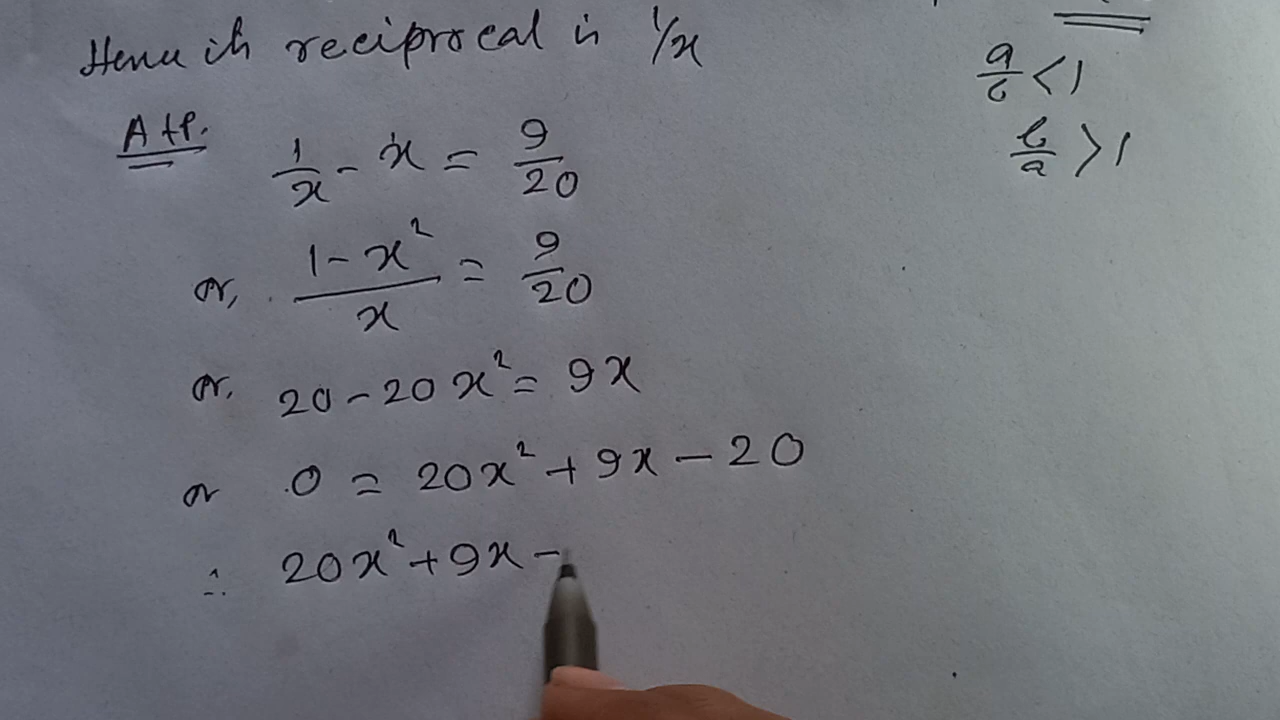 Hence its reciprocal is 1/x
a/b < 1
b/a > 1
A t P.
1/x - x = 9/20
or, (1 - x²)/x = 9/20
or, 20 - 20x² = 9x
or 0 = 20x² + 9x - 20
∴ 20x² + 9x -